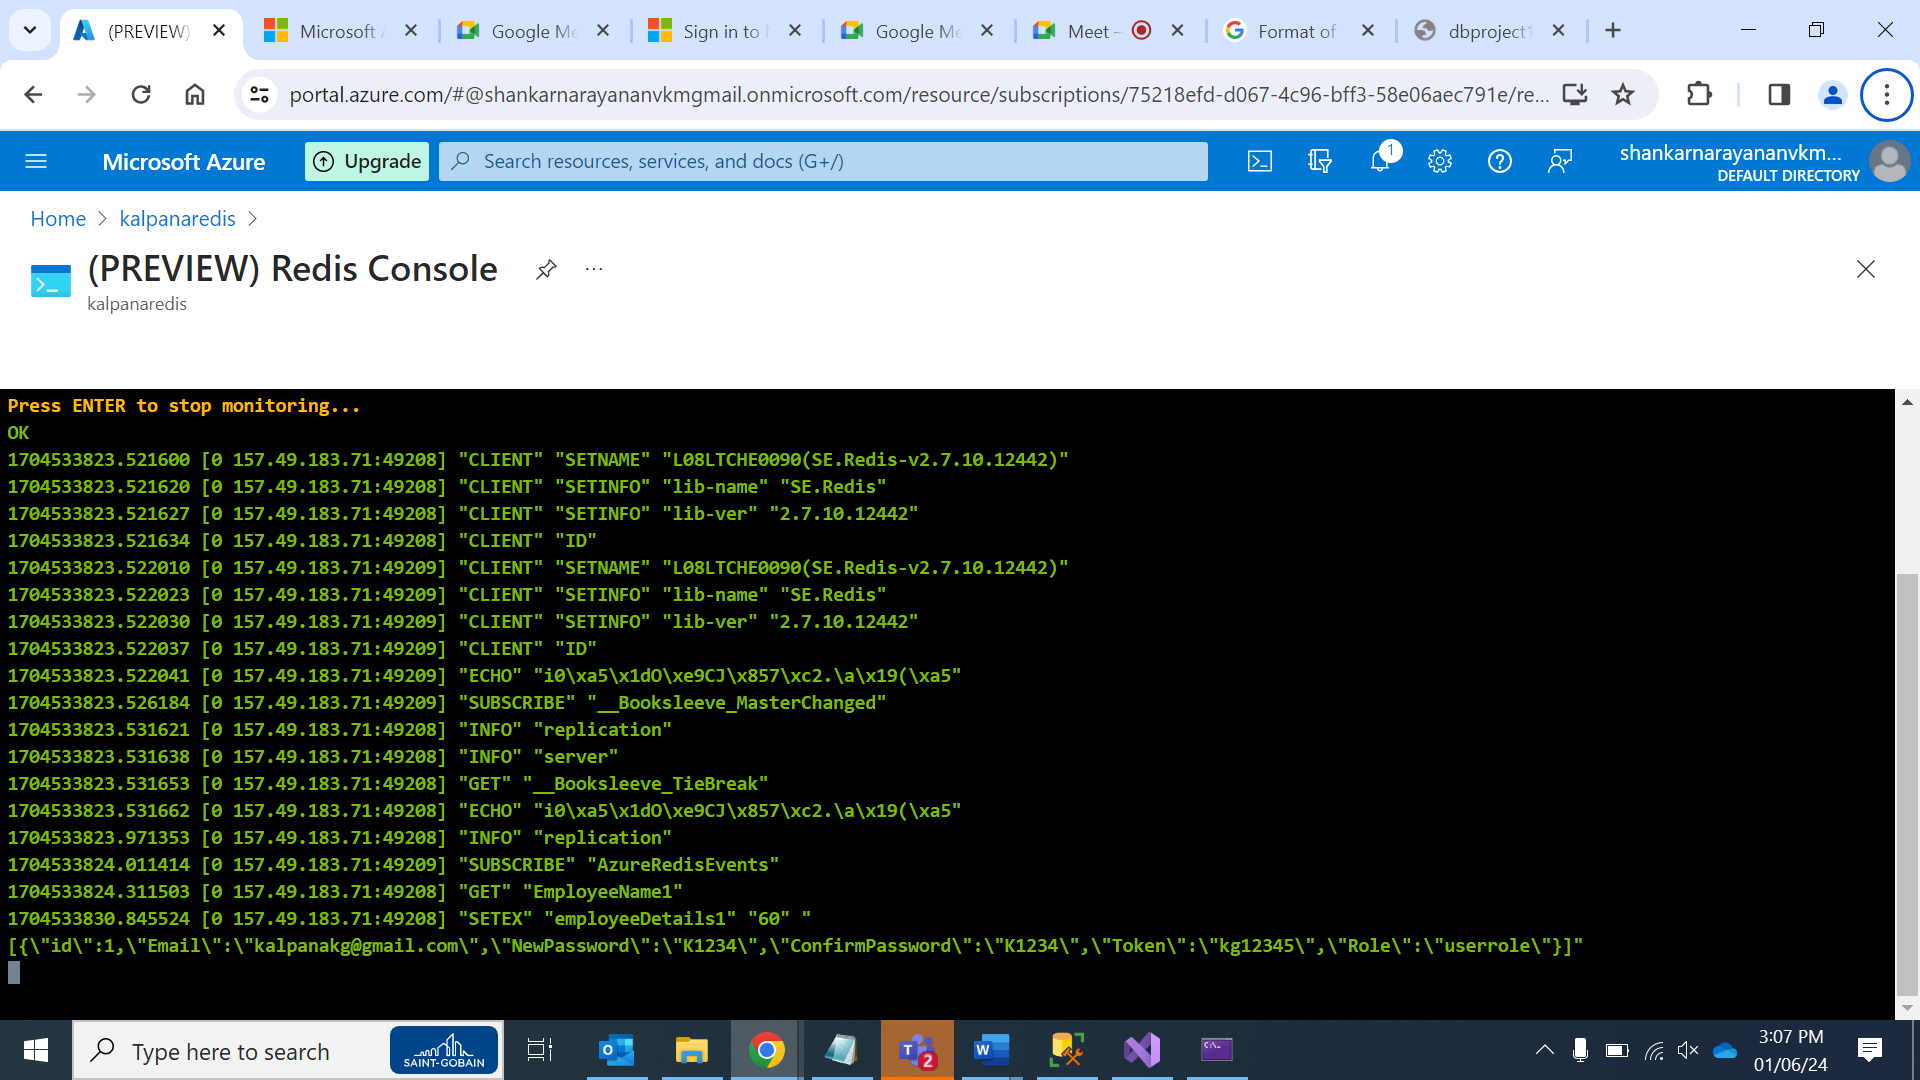 (PREVIEW)
Microsoft A
Google Me
Sign in to
Google Me
Meet -
Format of
dbproject1
portal.azure.com/#@shankarnarayananvkmgmail.onmicrosoft.com/resource/subscriptions/75218efd-d067-4c96-bff3-58e06aec791e/re...
Microsoft Azure
Upgrade
Search resources, services, and docs (G+/)
1
shankarnarayananvkm...
DEFAULT DIRECTORY
Home > kalpanaredis >
(PREVIEW) Redis Console
...
kalpanaredis
Press ENTER to stop monitoring...
OK
1704533823.521600 [0 157.49.183.71:49208] "CLIENT" "SETNAME" "L08LTCHE0090(SE.Redis-v2.7.10.12442)"
1704533823.521620 [0 157.49.183.71:49208] "CLIENT" "SETINFO" "lib-name" "SE.Redis"
1704533823.521627 [0 157.49.183.71:49208] "CLIENT" "SETINFO" "lib-ver" "2.7.10.12442"
1704533823.521634 [0 157.49.183.71:49208] "CLIENT" "ID"
1704533823.522010 [0 157.49.183.71:49209] "CLIENT" "SETNAME" "L08LTCHE0090(SE.Redis-v2.7.10.12442)"
1704533823.522023 [0 157.49.183.71:49209] "CLIENT" "SETINFO" "lib-name" "SE.Redis"
1704533823.522030 [0 157.49.183.71:49209] "CLIENT" "SETINFO" "lib-ver" "2.7.10.12442"
1704533823.522037 [0 157.49.183.71:49209] "CLIENT" "ID"
1704533823.522041 [0 157.49.183.71:49209] "ECHO" "i0\xa5\x1dO\xe9CJ\x857\xc2.\a\x19(\xa5"
1704533823.526184 [0 157.49.183.71:49209] "SUBSCRIBE" "__Booksleeve_MasterChanged"
1704533823.531621 [0 157.49.183.71:49208] "INFO" "replication"
1704533823.531638 [0 157.49.183.71:49208] "INFO" "server"
1704533823.531653 [0 157.49.183.71:49208] "GET" "__Booksleeve_TieBreak"
1704533823.531662 [0 157.49.183.71:49208] "ECHO" "i0\xa5\x1dO\xe9CJ\x857\xc2.\a\x19(\xa5"
1704533823.971353 [0 157.49.183.71:49208] "INFO" "replication"
1704533824.011414 [0 157.49.183.71:49209] "SUBSCRIBE" "AzureRedisEvents"
1704533824.311503 [0 157.49.183.71:49208] "GET" "EmployeeName1"
1704533830.845524 [0 157.49.183.71:49208] "SETEX" "employeeDetails1" "60" "
[{\"id\":1,\"Email\":\"kalpanakg@gmail.com\",\"NewPassword\":\"K1234\",\"ConfirmPassword\":\"K1234\",\"Token\":\"kg12345\",\"Role\":\"userrole\"}]"
Type here to search
SAINT-GOBAIN
2
3:07 PM
01/06/24